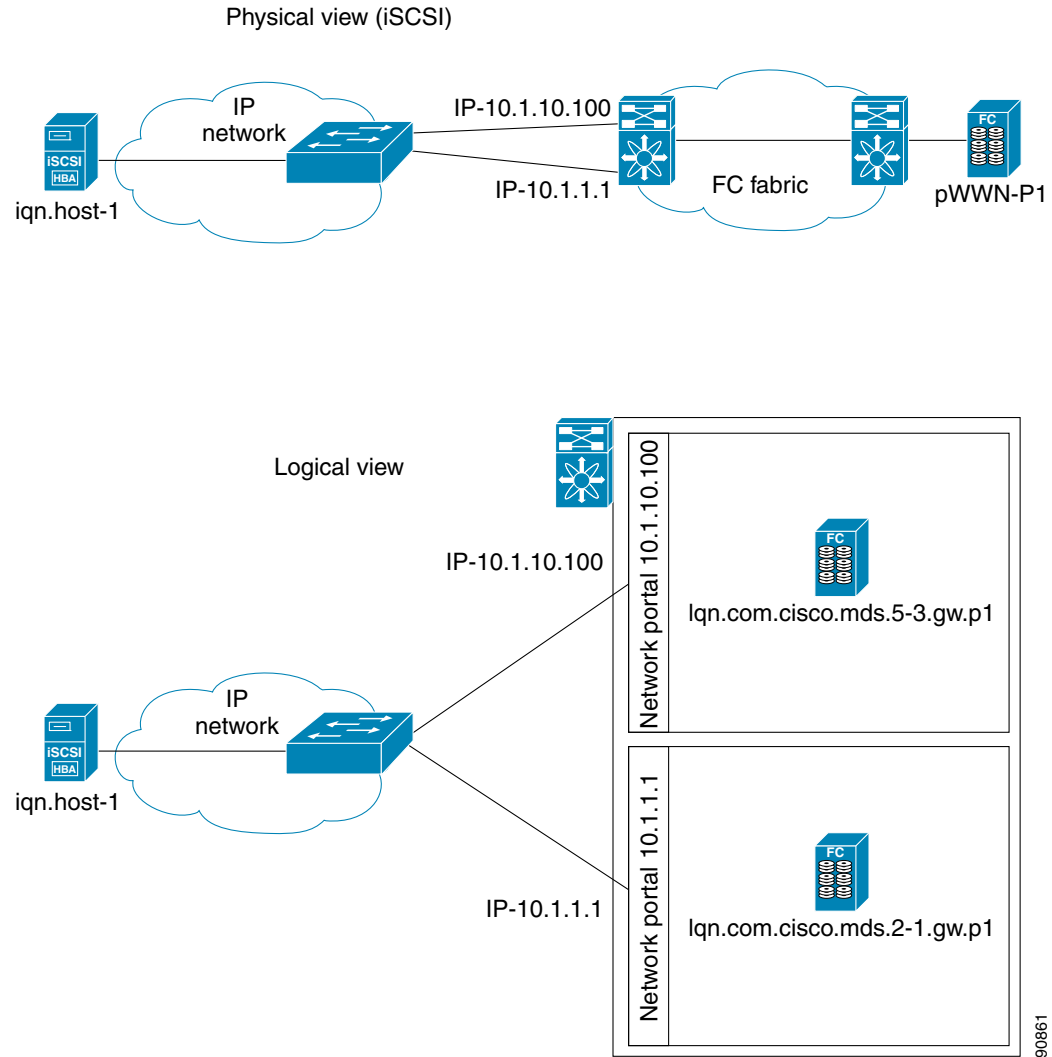 Physical view (iSCSI)
IP
network
IP-10.1.10.100
IP-10.1.1.1
iSCSI
HBA
iqn.host-1
FC fabric
FC
pWWN-P1
Logical view
IP-10.1.10.100
Network portal 10.1.10.100
FC
lqn.com.cisco.mds.5-3.gw.p1
IP
network
iSCSI
HBA
iqn.host-1
IP-10.1.1.1
Network portal 10.1.1.1
FC
lqn.com.cisco.mds.2-1.gw.p1
90861